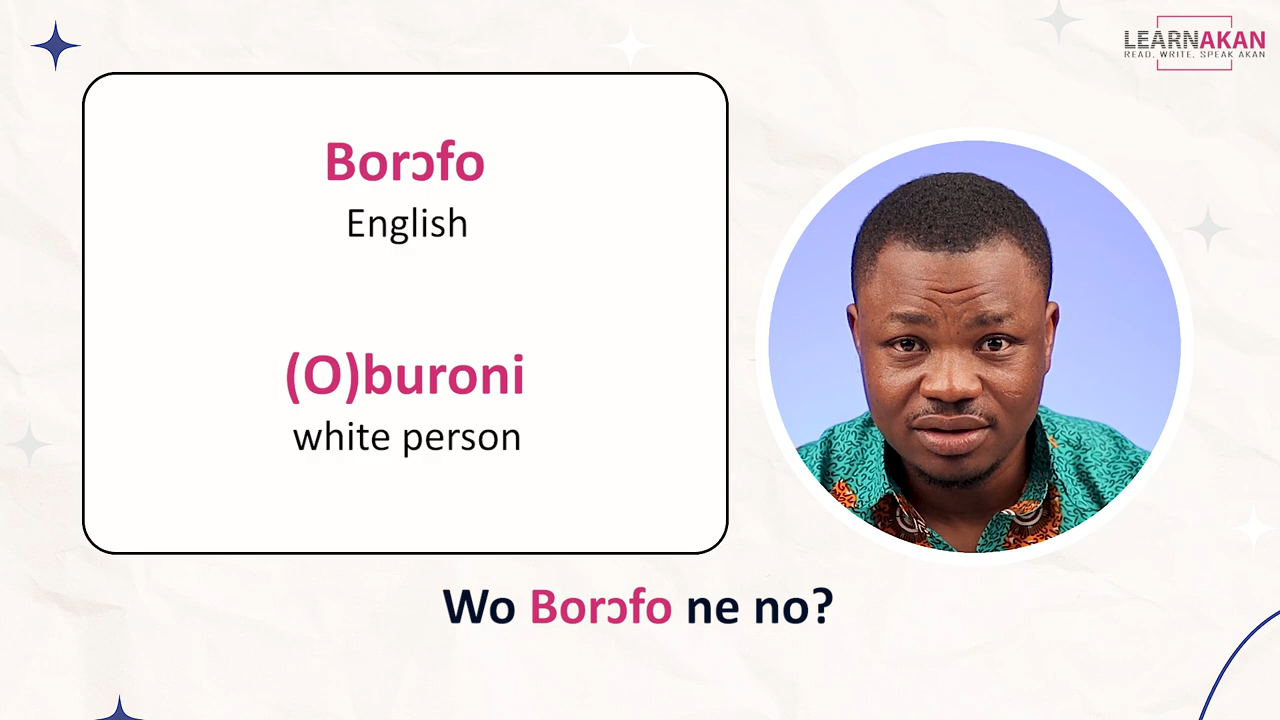 LEARNAKAN
READ, WRITE, SPEAK AKAN
Borɔfo
English
(O)buroni
white person
Wo Borɔfo ne no?